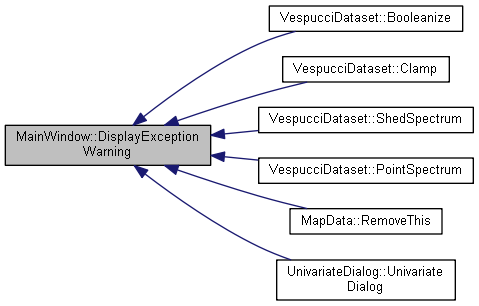 VespucciDataset::Booleanize
VespucciDataset::Clamp
VespucciDataset::ShedSpectrum
MainWindow::DisplayException
Warning
VespucciDataset::PointSpectrum
MapData::RemoveThis
UnivariateDialog::Univariate
Dialog